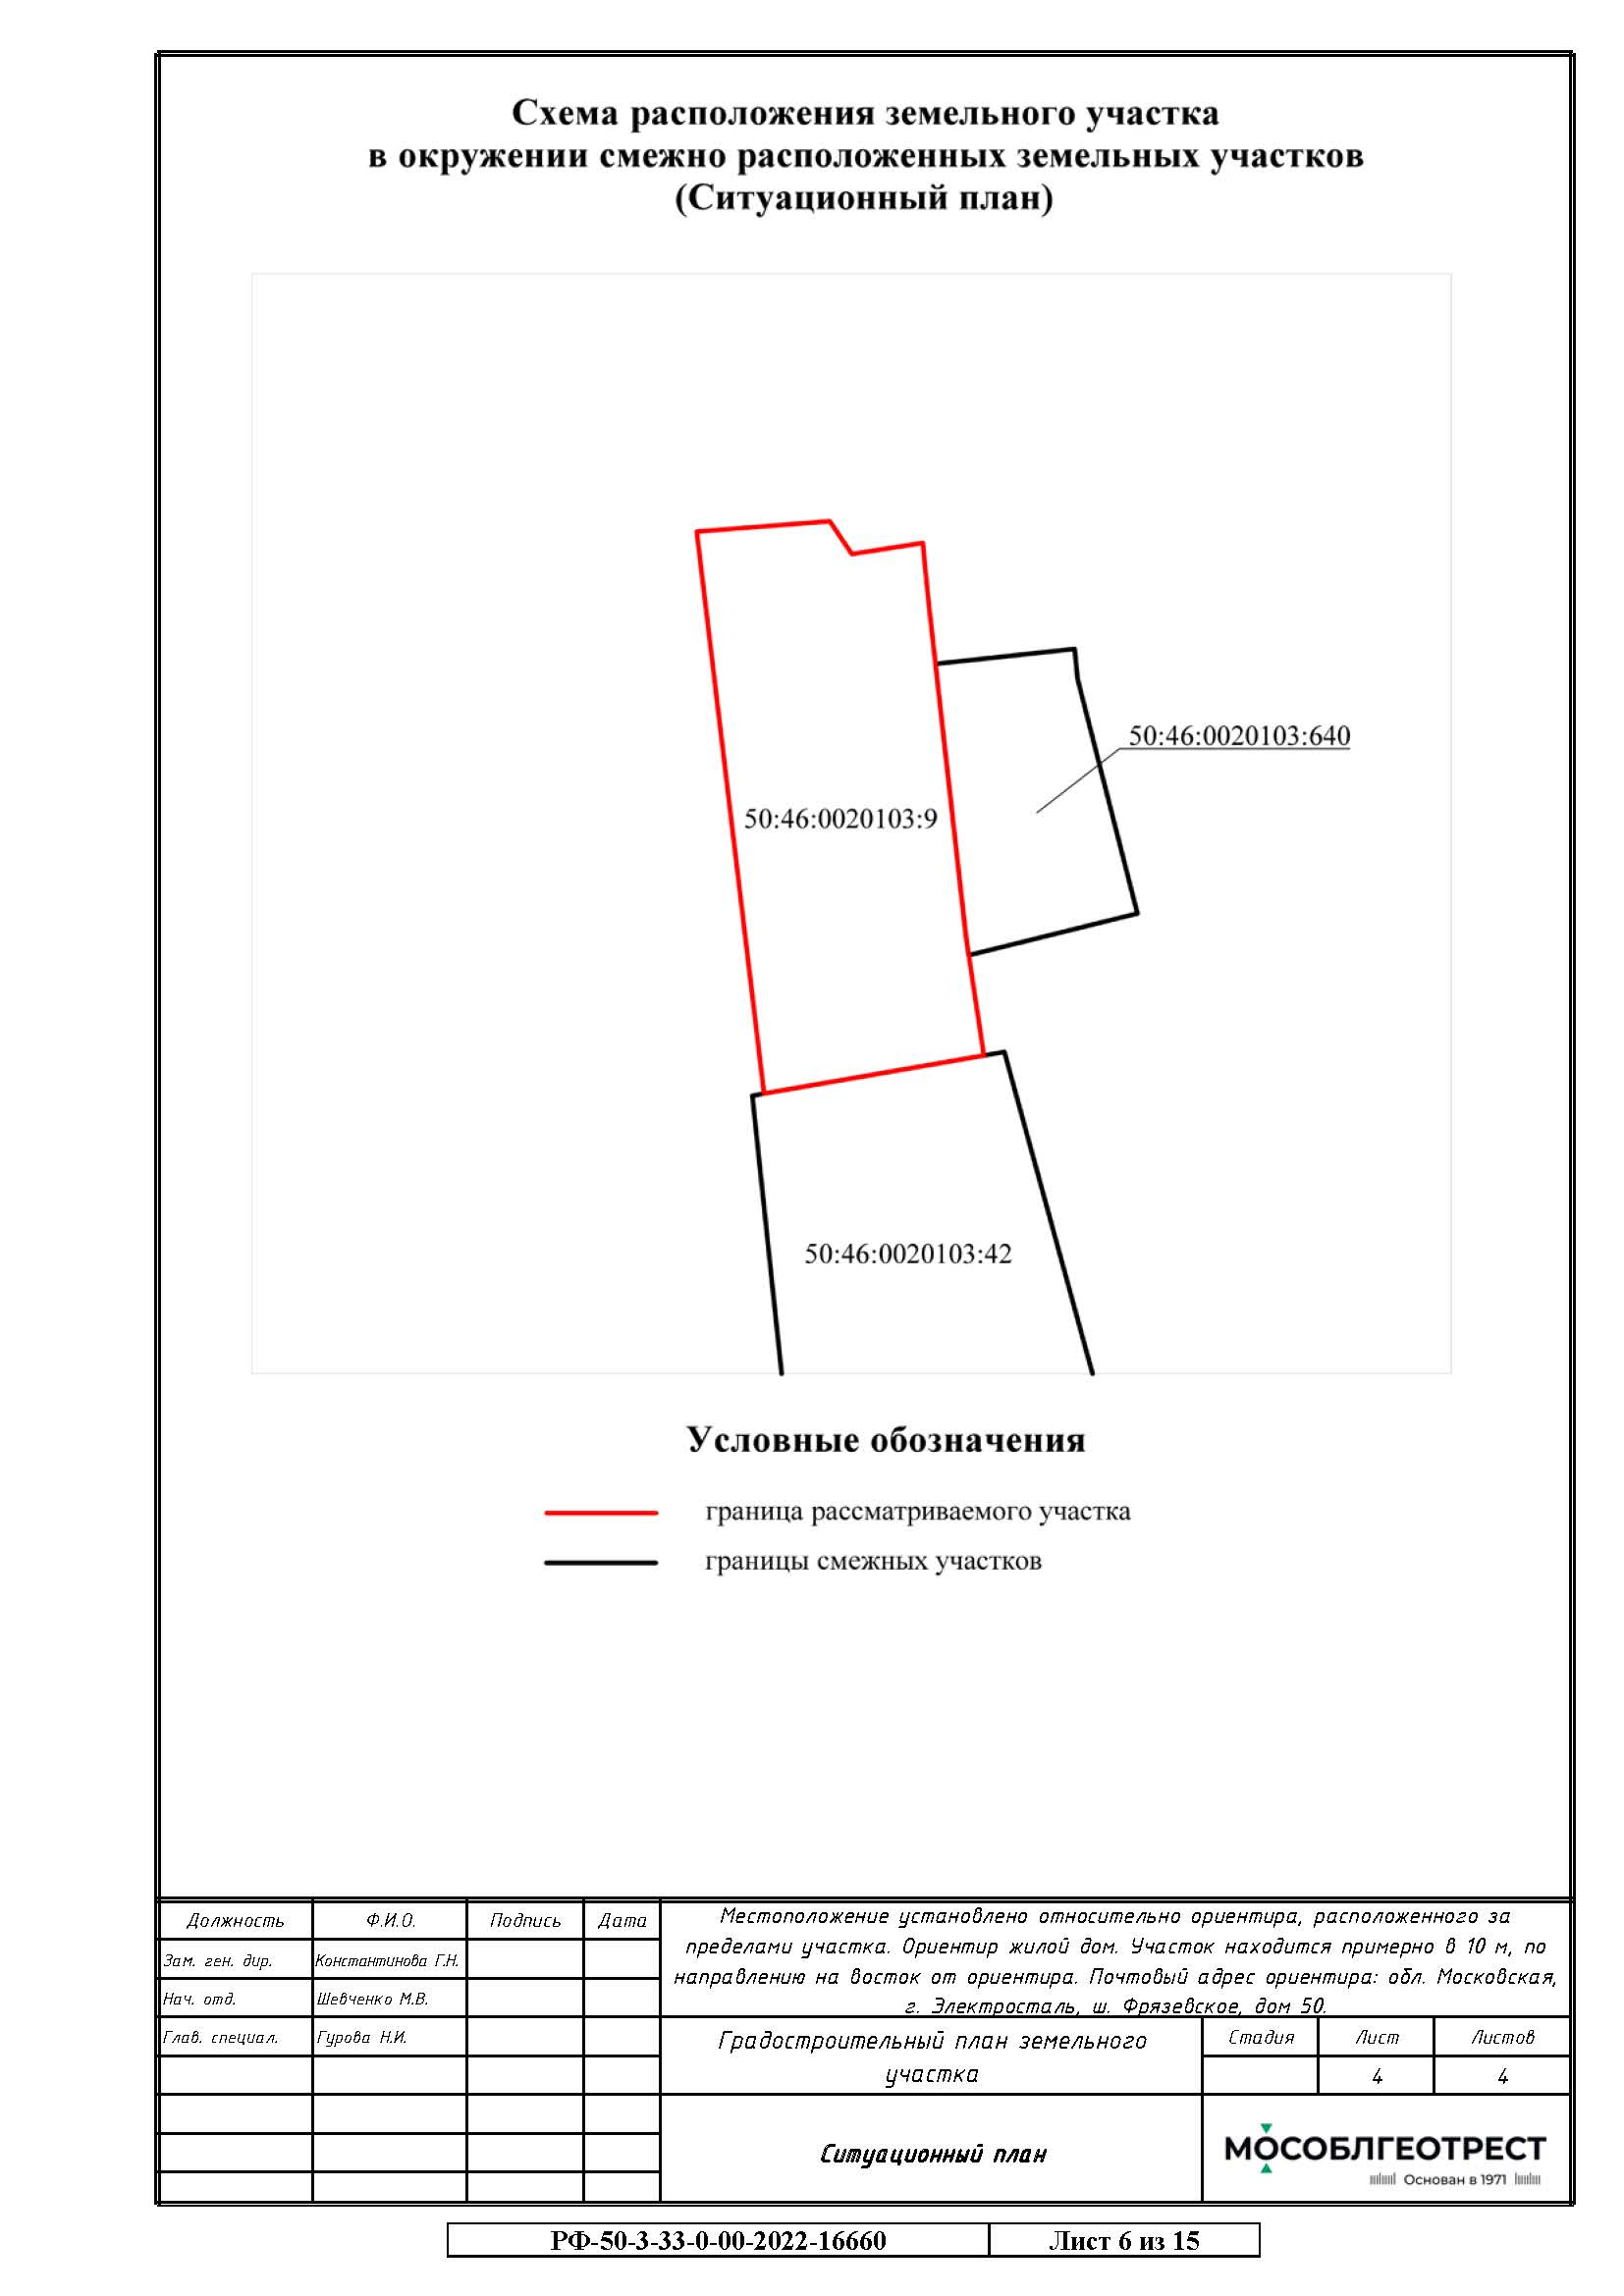 Схема расположения земельного участка
в окружении смежно расположенных земельных участков
(Ситуационный план)
50:46:0020103:640
50:46:0020103:9
50:46:0020103:42
Условные обозначения
граница рассматриваемого участка
границы смежных участков
Должность Ф.И.О. Подпись Дата
Зам. ген. дир. Константинова Г.Н.
Нач. отд. Шевченко М.В.
Глав. специал. Гурова Н.И.
Местоположение установлено относительно ориентира, расположенного за
пределами участка. Ориентир жилой дом. Участок находится примерно в 10 м, по
направлению на восток от ориентира. Почтовый адрес ориентира: обл. Московская,
г. Электросталь, ш. Фрязевское, дом 50.
Градостроительный план земельного
участка
Стадия Лист Листов
4 4
Ситуационный план
МОСОБЛГЕОТРЕСТ
Основан в 1971
РФ-50-3-33-0-00-2022-16660 Лист 6 из 15